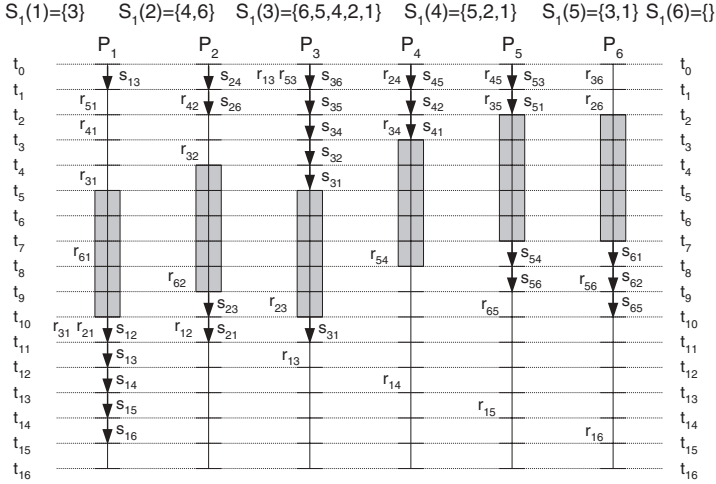 S₁(1)={3} S₁(2)={4,6} S₁(3)={6,5,4,2,1} S₁(4)={5,2,1} S₁(5)={3,1} S₁(6)={}
P₁ P₂ P₃ P₄ P₅ P₆
t₀ t₀
s₁₃ s₂₄ r₁₃ r₅₃ s₃₆ r₂₄ s₄₅ r₄₅ s₅₃ r₃₆
t₁ t₁
r₅₁ r₄₂ s₂₆ s₃₅ s₄₂ r₃₅ s₅₁ r₂₆
t₂ t₂
r₄₁ s₃₄ r₃₄ s₄₁
t₃ t₃
r₃₂ s₃₂
t₄ t₄
r₃₁ s₃₁
t₅ t₅
t₆ t₆
t₇ t₇
r₆₁ r₅₄ s₅₄ s₆₁
t₈ t₈
r₆₂ s₅₆ r₅₆ s₆₂
t₉ t₉
s₂₃ r₂₃ r₆₅ s₆₅
t₁₀ t₁₀
r₃₁ r₂₁ s₁₂ r₁₂ s₂₁ s₃₁
t₁₁ t₁₁
s₁₃ r₁₃
t₁₂ t₁₂
s₁₄ r₁₄
t₁₃ t₁₃
s₁₅ r₁₅
t₁₄ t₁₄
s₁₆ r₁₆
t₁₅ t₁₅
t₁₆ t₁₆